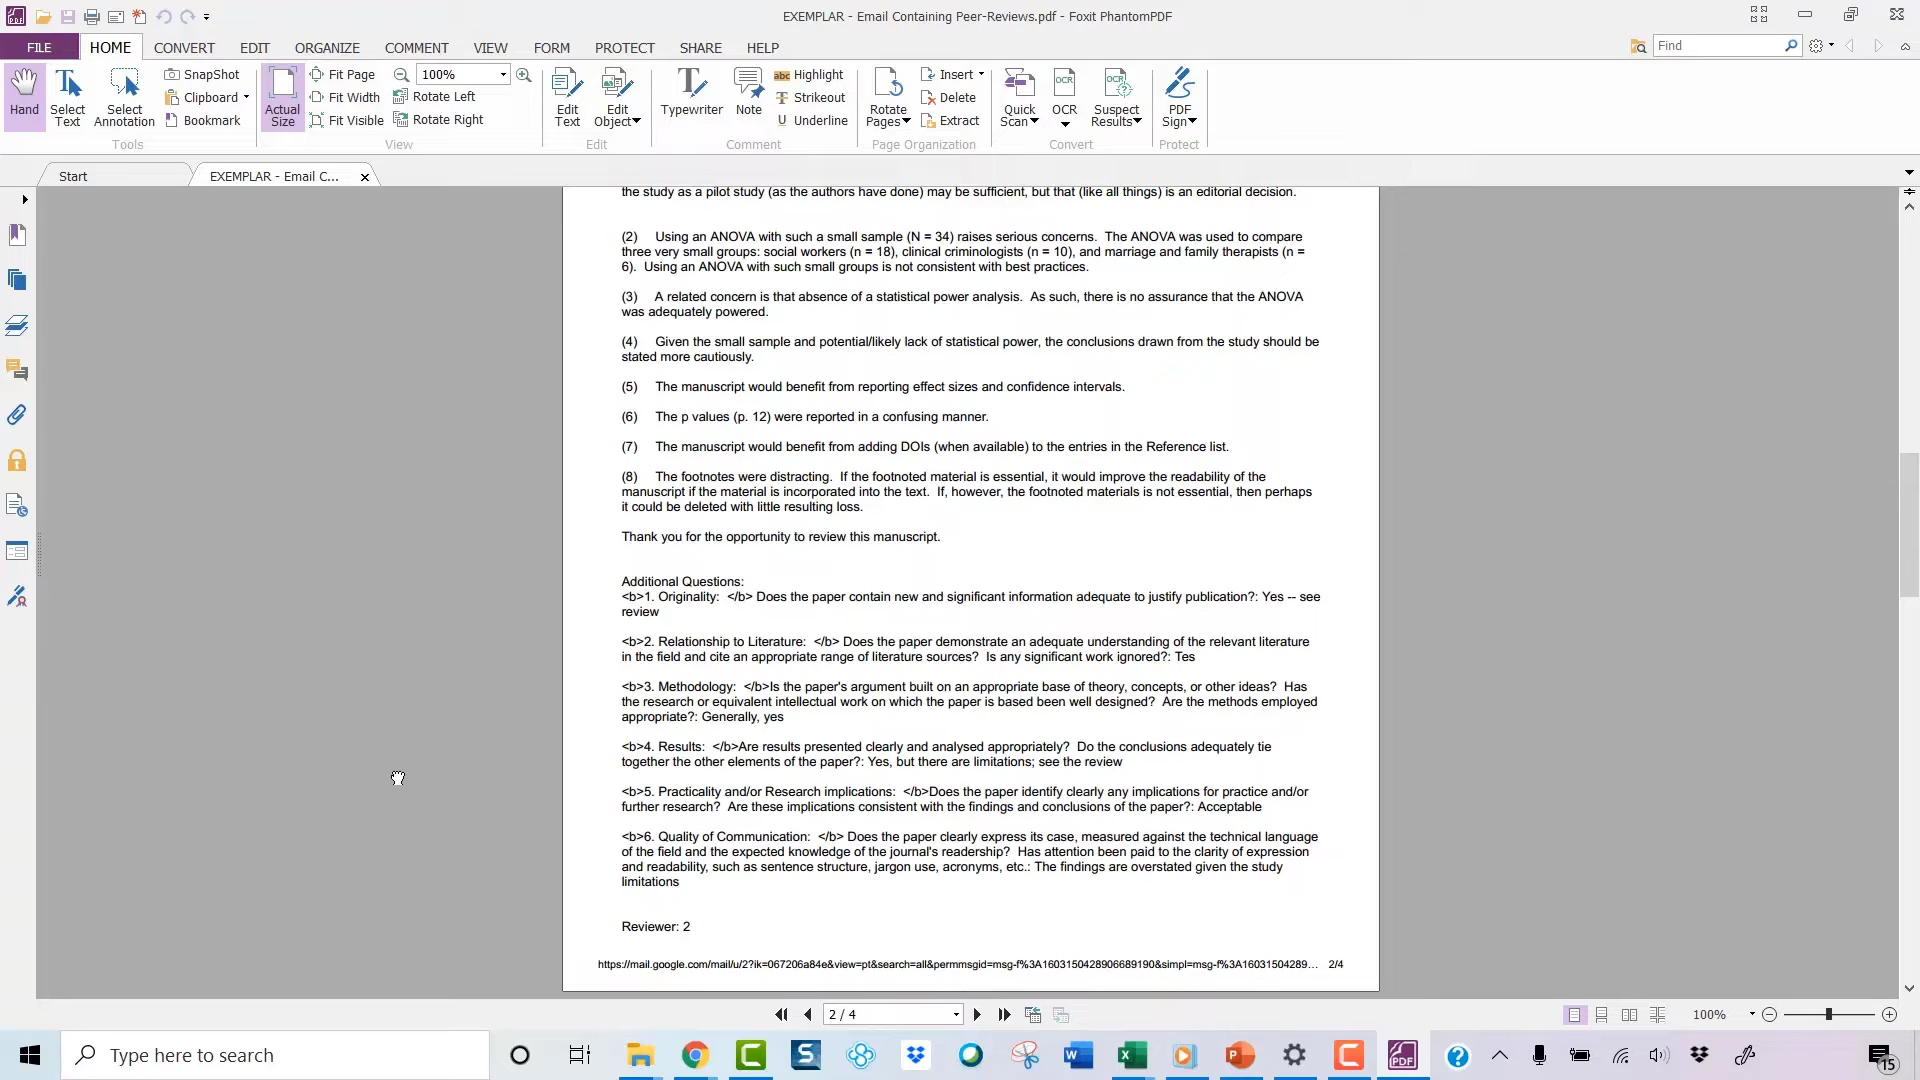 EXEMPLAR - Email Containing Peer-Reviews.pdf - Foxit PhantomPDF
FILE HOME CONVERT EDIT ORGANIZE COMMENT VIEW FORM PROTECT SHARE HELP Find
Hand
Select Text
Select Annotation
SnapShot
Clipboard
Bookmark
Tools
Actual Size
Fit Page
Fit Width
Fit Visible
100%
Rotate Left
Rotate Right
View
Edit Text
Edit Object
Edit
Typewriter
Note
abc Highlight
Strikeout
Underline
Comment
Rotate Pages
Insert
Delete
Extract
Page Organization
Quick Scan
OCR
OCR
OCR
Suspect Results
Convert
PDF Sign
Protect
Start EXEMPLAR - Email C...
the study as a pilot study (as the authors have done) may be sufficient, but that (like all things) is an editorial decision.
(2) Using an ANOVA with such a small sample (N = 34) raises serious concerns. The ANOVA was used to compare
three very small groups: social workers (n = 18), clinical criminologists (n = 10), and marriage and family therapists (n =
6). Using an ANOVA with such small groups is not consistent with best practices.
(3) A related concern is that absence of a statistical power analysis. As such, there is no assurance that the ANOVA
was adequately powered.
(4) Given the small sample and potential/likely lack of statistical power, the conclusions drawn from the study should be
stated more cautiously.
(5) The manuscript would benefit from reporting effect sizes and confidence intervals.
(6) The p values (p. 12) were reported in a confusing manner.
(7) The manuscript would benefit from adding DOIs (when available) to the entries in the Reference list.
(8) The footnotes were distracting. If the footnoted material is essential, it would improve the readability of the
manuscript if the material is incorporated into the text. If, however, the footnoted materials is not essential, then perhaps
it could be deleted with little resulting loss.
Thank you for the opportunity to review this manuscript.
Additional Questions:
<b>1. Originality: </b> Does the paper contain new and significant information adequate to justify publication?: Yes -- see
review
<b>2. Relationship to Literature: </b> Does the paper demonstrate an adequate understanding of the relevant literature
in the field and cite an appropriate range of literature sources? Is any significant work ignored?: Tes
<b>3. Methodology: </b>Is the paper's argument built on an appropriate base of theory, concepts, or other ideas? Has
the research or equivalent intellectual work on which the paper is based been well designed? Are the methods employed
appropriate?: Generally, yes
<b>4. Results: </b>Are results presented clearly and analysed appropriately? Do the conclusions adequately tie
together the other elements of the paper?: Yes, but there are limitations; see the review
<b>5. Practicality and/or Research implications: </b>Does the paper identify clearly any implications for practice and/or
further research? Are these implications consistent with the findings and conclusions of the paper?: Acceptable
<b>6. Quality of Communication: </b> Does the paper clearly express its case, measured against the technical language
of the field and the expected knowledge of the journal's readership? Has attention been paid to the clarity of expression
and readability, such as sentence structure, jargon use, acronyms, etc.: The findings are overstated given the study
limitations
Reviewer: 2
https://mail.google.com/mail/u/2?ik=067206a84e&view=pt&search=all&permmsgid=msg-f%3A1603150428906689190&simpl=msg-f%3A16031504289... 2/4
2 / 4
100%
Type here to search
15